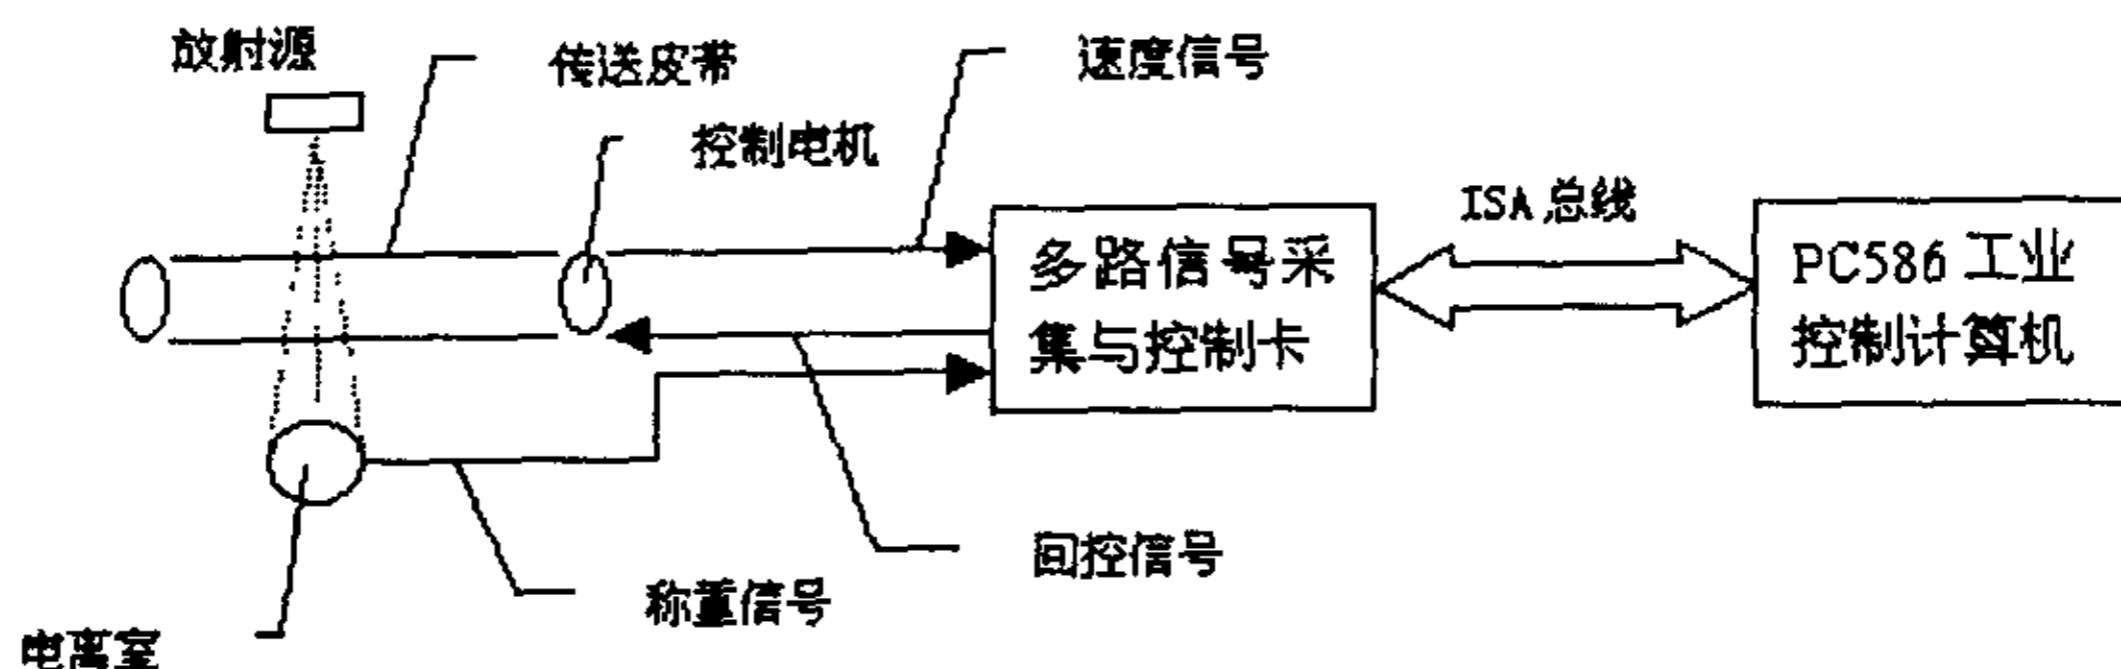 放射源
传送皮带
速度信号
控制电机
ISA 总线
多路信号采
集与控制卡
PC586 工业
控制计算机
回控信号
称重信号
电离室